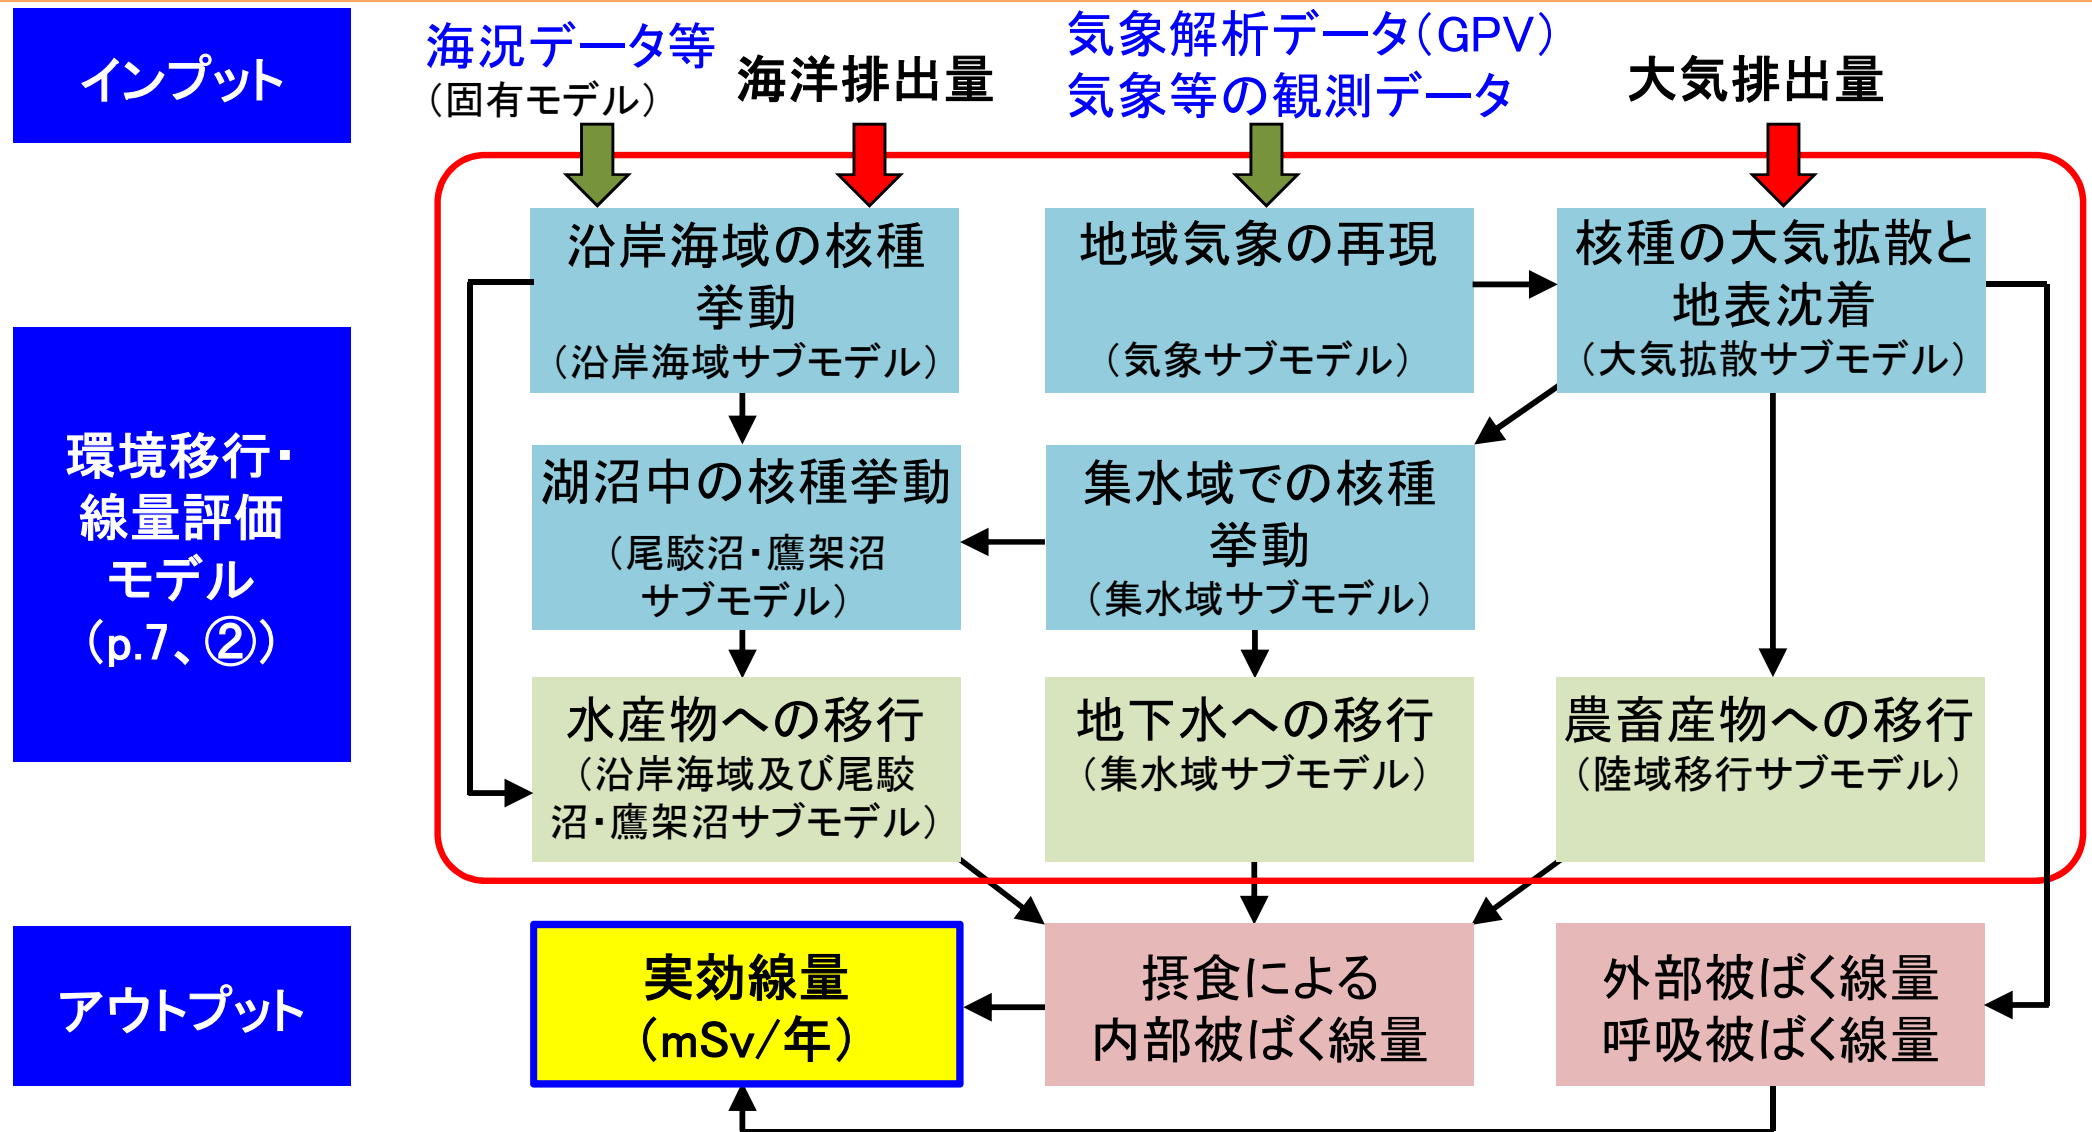 インプット
海況データ等
（固有モデル）
海洋排出量
気象解析データ（GPV）
気象等の観測データ
大気排出量
環境移行・
線量評価
モデル
（p.7、②）
沿岸海域の核種
挙動
（沿岸海域サブモデル）
地域気象の再現
（気象サブモデル）
核種の大気拡散と
地表沈着
（大気拡散サブモデル）
湖沼中の核種挙動
（尾駮沼・鷹架沼
サブモデル）
集水域での核種
挙動
（集水域サブモデル）
水産物への移行
（沿岸海域及び尾駮
沼・鷹架沼サブモデル）
地下水への移行
（集水域サブモデル）
農畜産物への移行
（陸域移行サブモデル）
アウトプット
実効線量
（mSv/年）
摂食による
内部被ばく線量
外部被ばく線量
呼吸被ばく線量